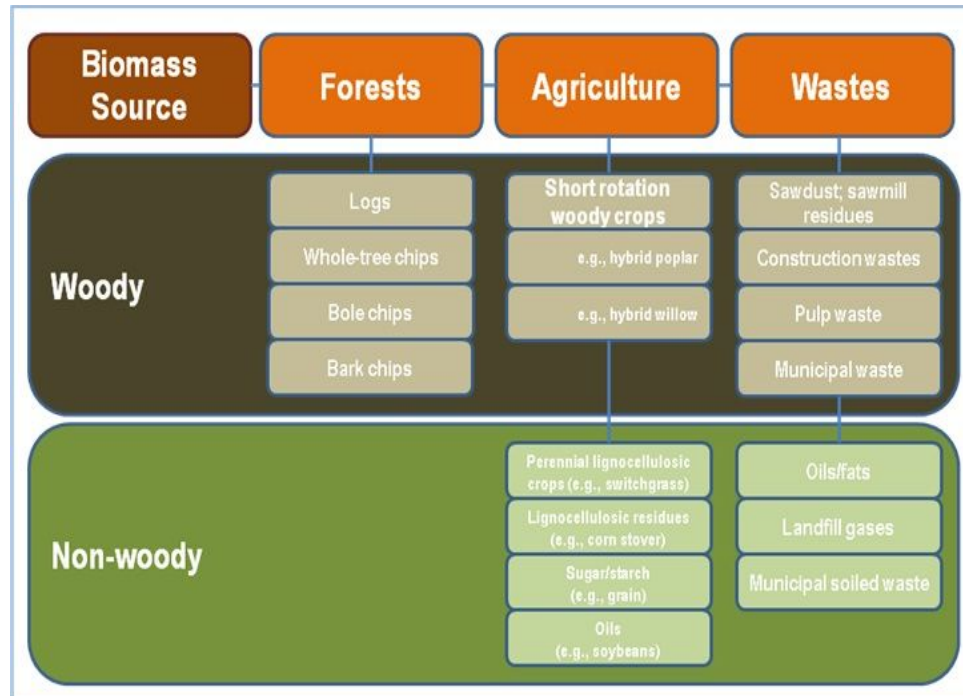 Biomass
Source
Forests
Agriculture
Wastes
Woody
Logs
Whole-tree chips
Bole chips
Bark chips
Short rotation
woody crops
e.g., hybrid poplar
e.g., hybrid willow
Sawdust; sawmill
residues
Construction wastes
Pulp waste
Municipal waste
Non-woody
Perennial lignocellulosic
crops (e.g., switchgrass)
Lignocellulosic residues
(e.g., corn stover)
Sugar/starch
(e.g., grain)
Oils
(e.g., soybeans)
Oils/fats
Landfill gases
Municipal soiled waste